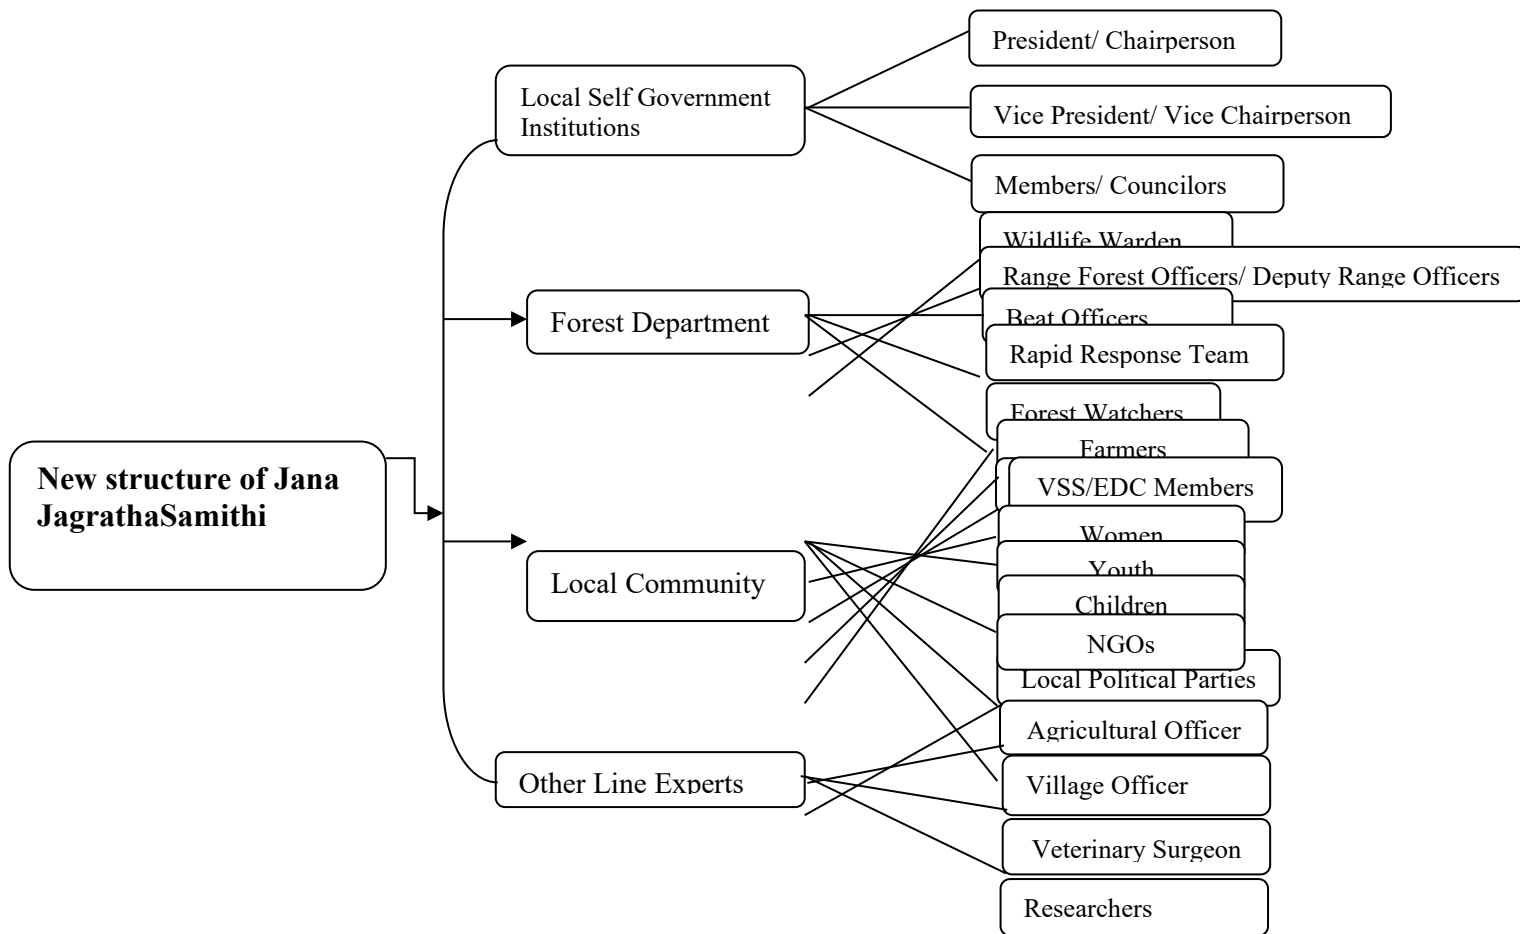 President/ Chairperson
Local Self Government
Institutions
Vice President/ Vice Chairperson
Members/ Councilors
Wildlife Warden
Range Forest Officers/ Deputy Range Officers
Forest Department
Beat Officers
Rapid Response Team
Forest Watchers
Farmers
New structure of Jana
JagrathaSamithi
VSS/EDC Members
Women
Youth
Local Community
Children
NGOs
Local Political Parties
Agricultural Officer
Other Line Experts
Village Officer
Veterinary Surgeon
Researchers